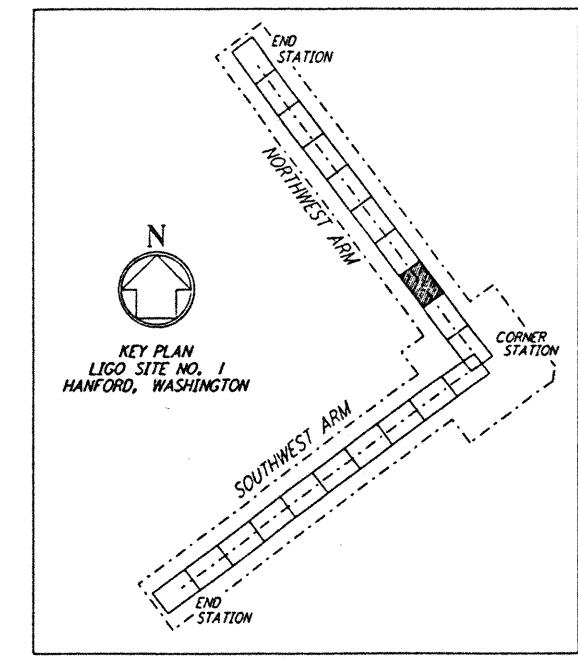 END
STATION
NORTHWEST ARM
N
KEY PLAN
LIGO SITE NO. 1
HANFORD, WASHINGTON
CORNER
STATION
SOUTHWEST ARM
END
STATION